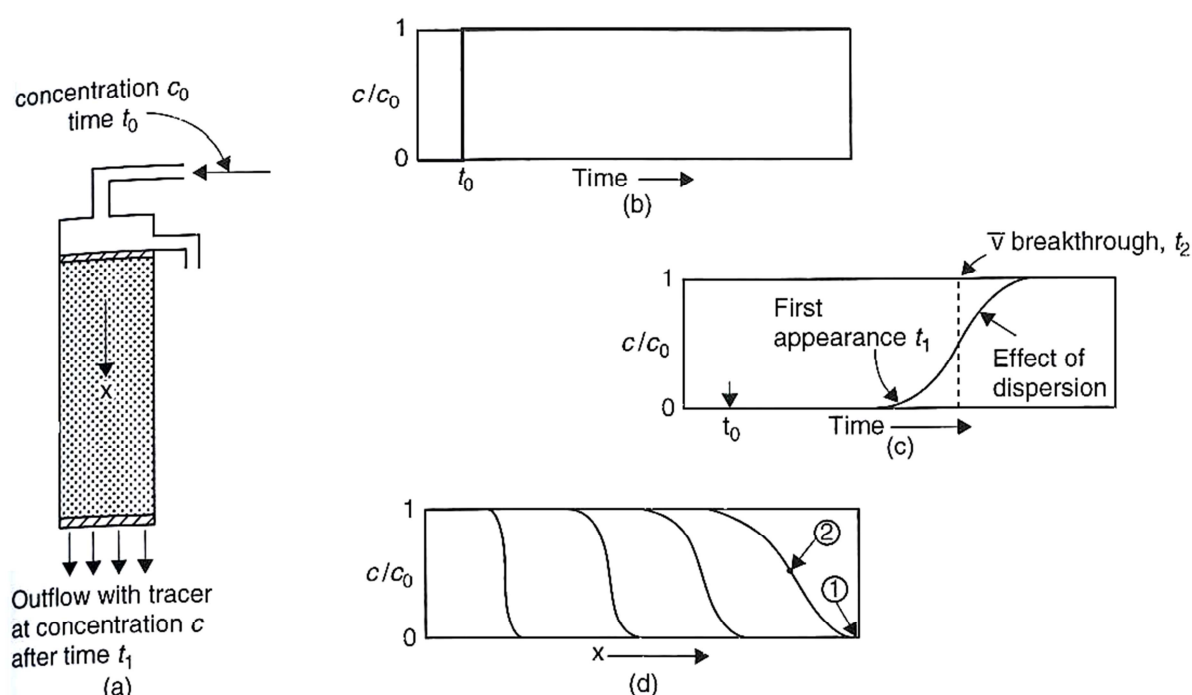 concentration c₀
time t₀
x
Outflow with tracer
at concentration c
after time t₁
(a)
1
c/c₀
0
t₀
Time
(b)
v̅ breakthrough, t₂
1
First
appearance t₁
c/c₀
Effect of
dispersion
0
t₀
Time
(c)
1
②
c/c₀
①
0
x
(d)